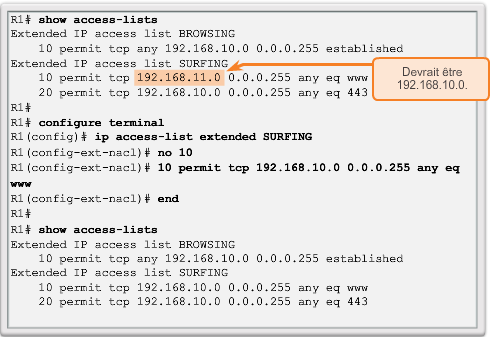 R1# show access-lists
Extended IP access list BROWSING
    10 permit tcp any 192.168.10.0 0.0.0.255 established
Extended IP access list SURFING
    10 permit tcp 192.168.11.0 0.0.0.255 any eq www
    20 permit tcp 192.168.10.0 0.0.0.255 any eq 443
Devrait être
192.168.10.0.
R1#
R1# configure terminal
R1(config)# ip access-list extended SURFING
R1(config-ext-nacl)# no 10
R1(config-ext-nacl)# 10 permit tcp 192.168.10.0 0.0.0.255 any eq
www
R1(config-ext-nacl)# end
R1#
R1# show access-lists
Extended IP access list BROWSING
    10 permit tcp any 192.168.10.0 0.0.0.255 established
Extended IP access list SURFING
    10 permit tcp 192.168.10.0 0.0.0.255 any eq www
    20 permit tcp 192.168.10.0 0.0.0.255 any eq 443